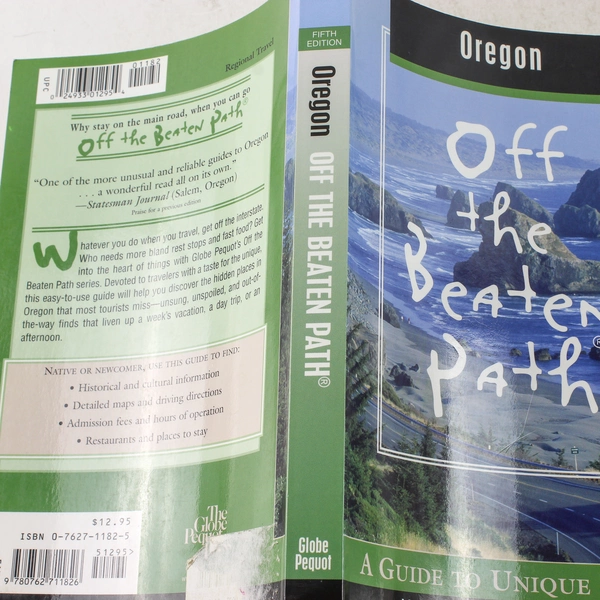 Regional Travel
01182
UPC
0 24933 01295 4
Why stay on the main road, when you can go
Off the Beaten Path®
"One of the more unusual and reliable guides to Oregon
. . . a wonderful read all on its own."
—Statesman Journal (Salem, Oregon)
Praise for a previous edition
Whatever you do when you travel, get off the interstate.
Who needs more bland rest stops and fast food? Get
into the heart of things with Globe Pequot's Off the
Beaten Path series. Devoted to travelers with a taste for the unique,
this easy-to-use guide will help you discover the hidden places in
Oregon that most tourists miss—unsung, unspoiled, and out-of-
the-way finds that liven up a week's vacation, a day trip, or an
afternoon.
Native or newcomer, use this guide to find:
• Historical and cultural information
• Detailed maps and driving directions
• Admission fees and hours of operation
• Restaurants and places to stay
$12.95
ISBN 0-7627-1182-5
51295>
9 780762 711826
The
Globe
Pequot
FIFTH
EDITION
Oregon OFF THE BEATEN PATH®
Globe
Pequot
Oregon
Off
the
Beaten
Path®
A Guide to Unique